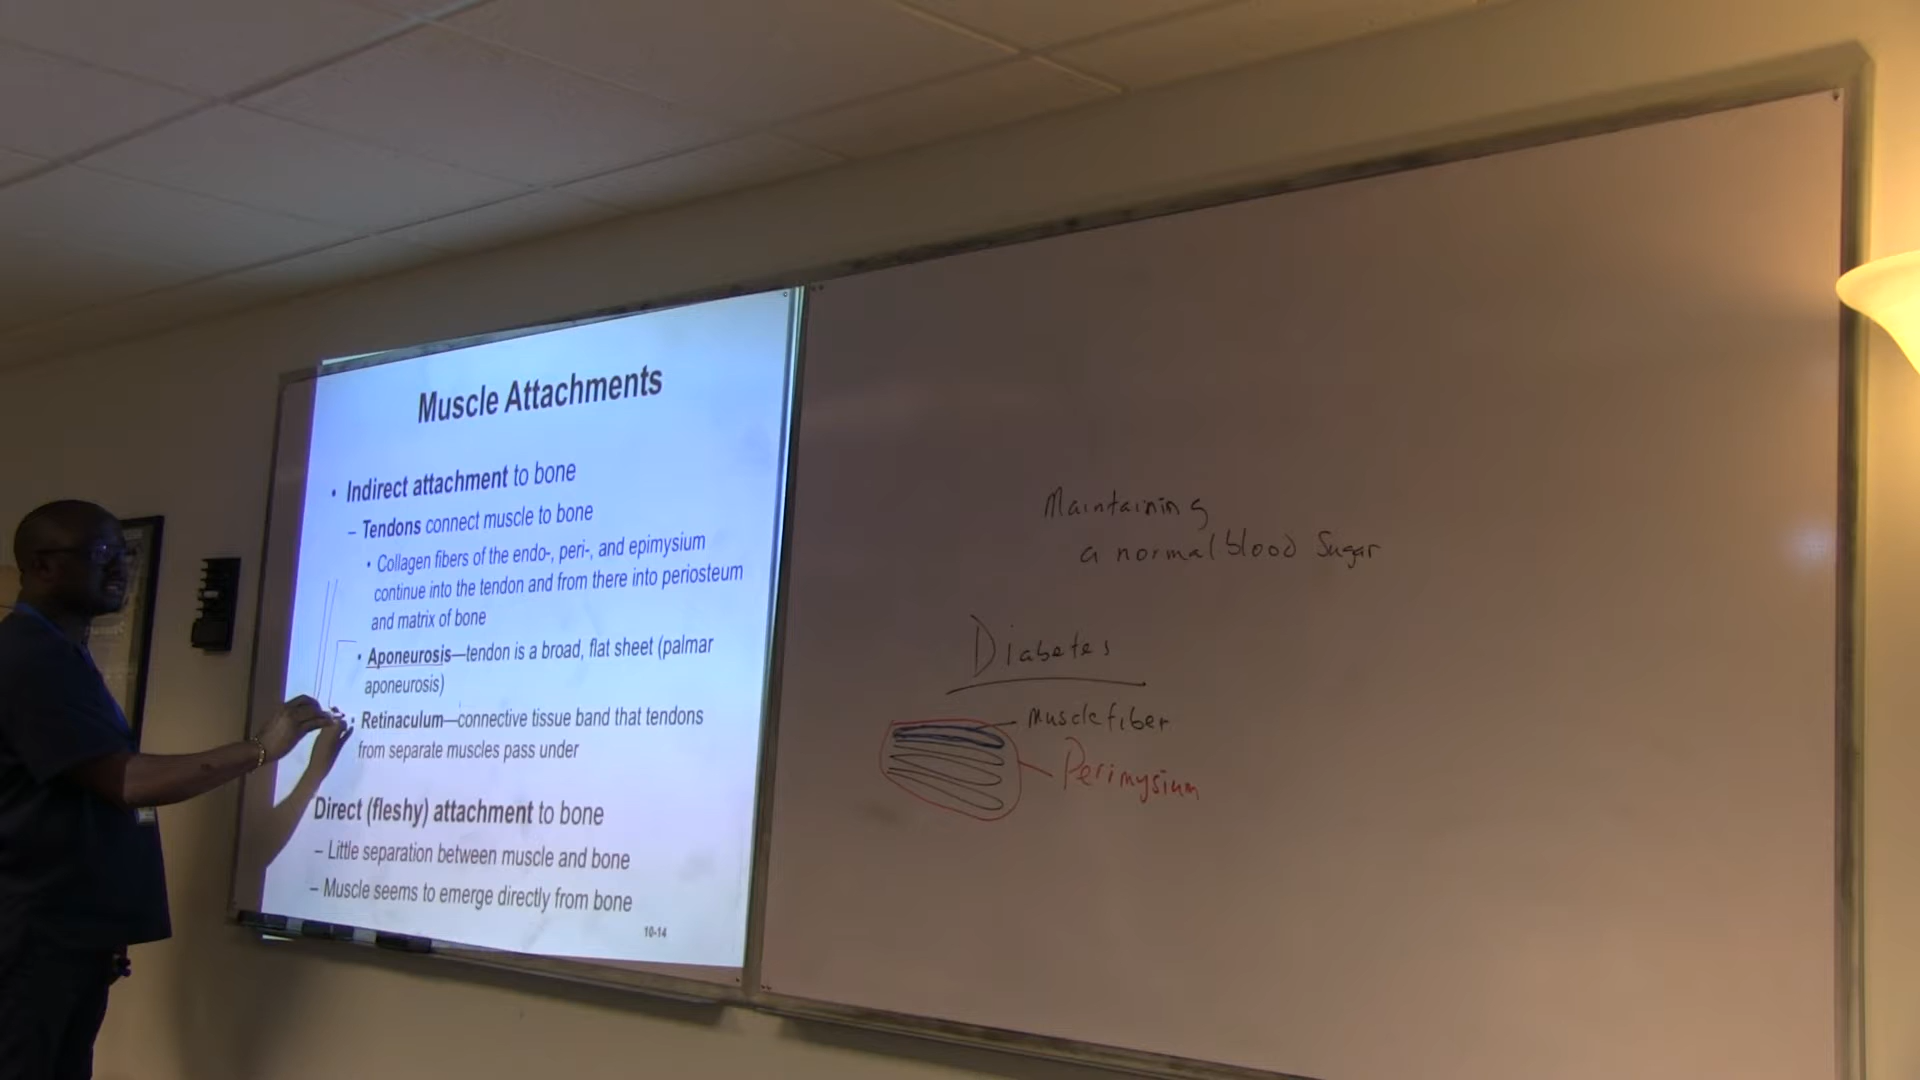 Muscle Attachments
• Indirect attachment to bone
– Tendons connect muscle to bone
• Collagen fibers of the endo-, peri-, and epimysium
continue into the tendon and from there into periosteum
and matrix of bone
• Aponeurosis—tendon is a broad, flat sheet (palmar
aponeurosis)
• Retinaculum—connective tissue band that tendons
from separate muscles pass under
Direct (fleshy) attachment to bone
– Little separation between muscle and bone
– Muscle seems to emerge directly from bone
10-14
Maintaining
a normal blood Sugar
Diabetes
Muscle fiber
Perimysium